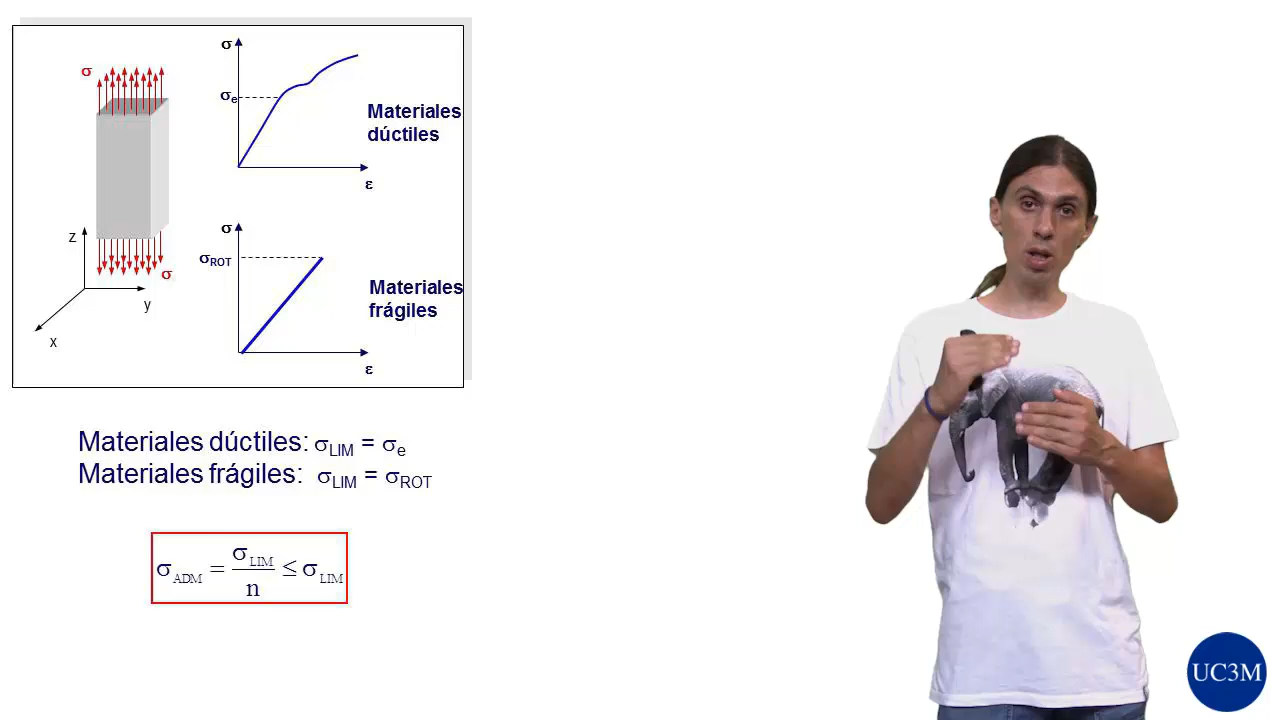 σ
σ
z
y
x
σ
σe
ε
Materiales
dúctiles
σ
σROT
ε
Materiales
frágiles
Materiales dúctiles: σLIM = σe
Materiales frágiles: σLIM = σROT
σADM = σLIM / n ≤ σLIM
UC3M